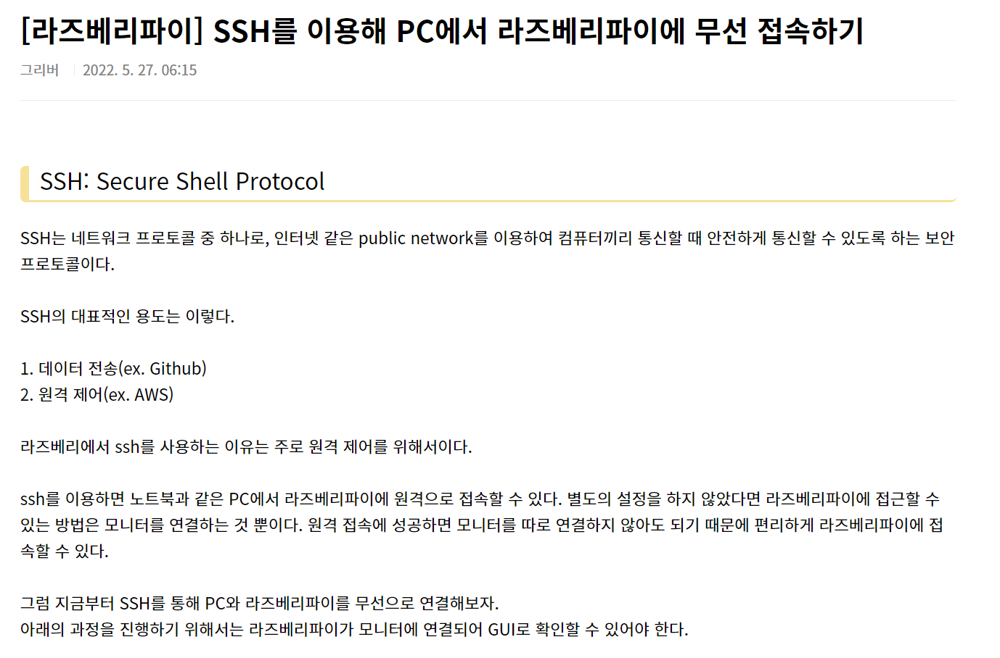 [라즈베리파이] SSH를 이용해 PC에서 라즈베리파이에 무선 접속하기
그리버 2022. 5. 27. 06:15
SSH: Secure Shell Protocol
SSH는 네트워크 프로토콜 중 하나로, 인터넷 같은 public network를 이용하여 컴퓨터끼리 통신할 때 안전하게 통신할 수 있도록 하는 보안
프로토콜이다.
SSH의 대표적인 용도는 이렇다.
1. 데이터 전송(ex. Github)
2. 원격 제어(ex. AWS)
라즈베리에서 ssh를 사용하는 이유는 주로 원격 제어를 위해서이다.
ssh를 이용하면 노트북과 같은 PC에서 라즈베리파이에 원격으로 접속할 수 있다. 별도의 설정을 하지 않았다면 라즈베리파이에 접근할 수
있는 방법은 모니터를 연결하는 것 뿐이다. 원격 접속에 성공하면 모니터를 따로 연결하지 않아도 되기 때문에 편리하게 라즈베리파이에 접
속할 수 있다.
그럼 지금부터 SSH를 통해 PC와 라즈베리파이를 무선으로 연결해보자.
아래의 과정을 진행하기 위해서는 라즈베리파이가 모니터에 연결되어 GUI로 확인할 수 있어야 한다.